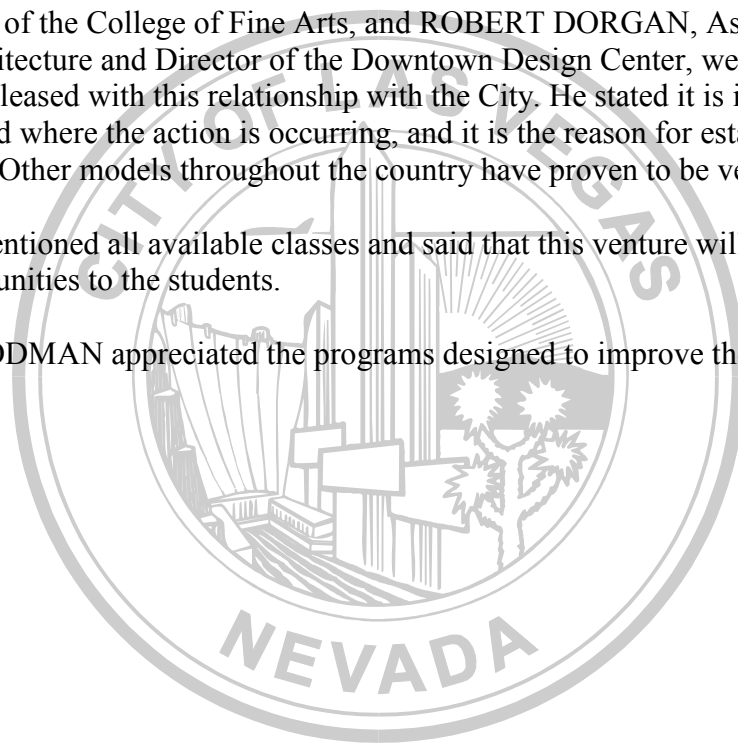 of the College of Fine Arts, and ROBERT DORGAN, As
itecture and Director of the Downtown Design Center, we
leased with this relationship with the City. He stated it is i
d where the action is occurring, and it is the reason for esta
Other models throughout the country have proven to be ve
entioned all available classes and said that this venture wil
unities to the students.
ODMAN appreciated the programs designed to improve th
CITY OF LAS VEGAS
NEVADA